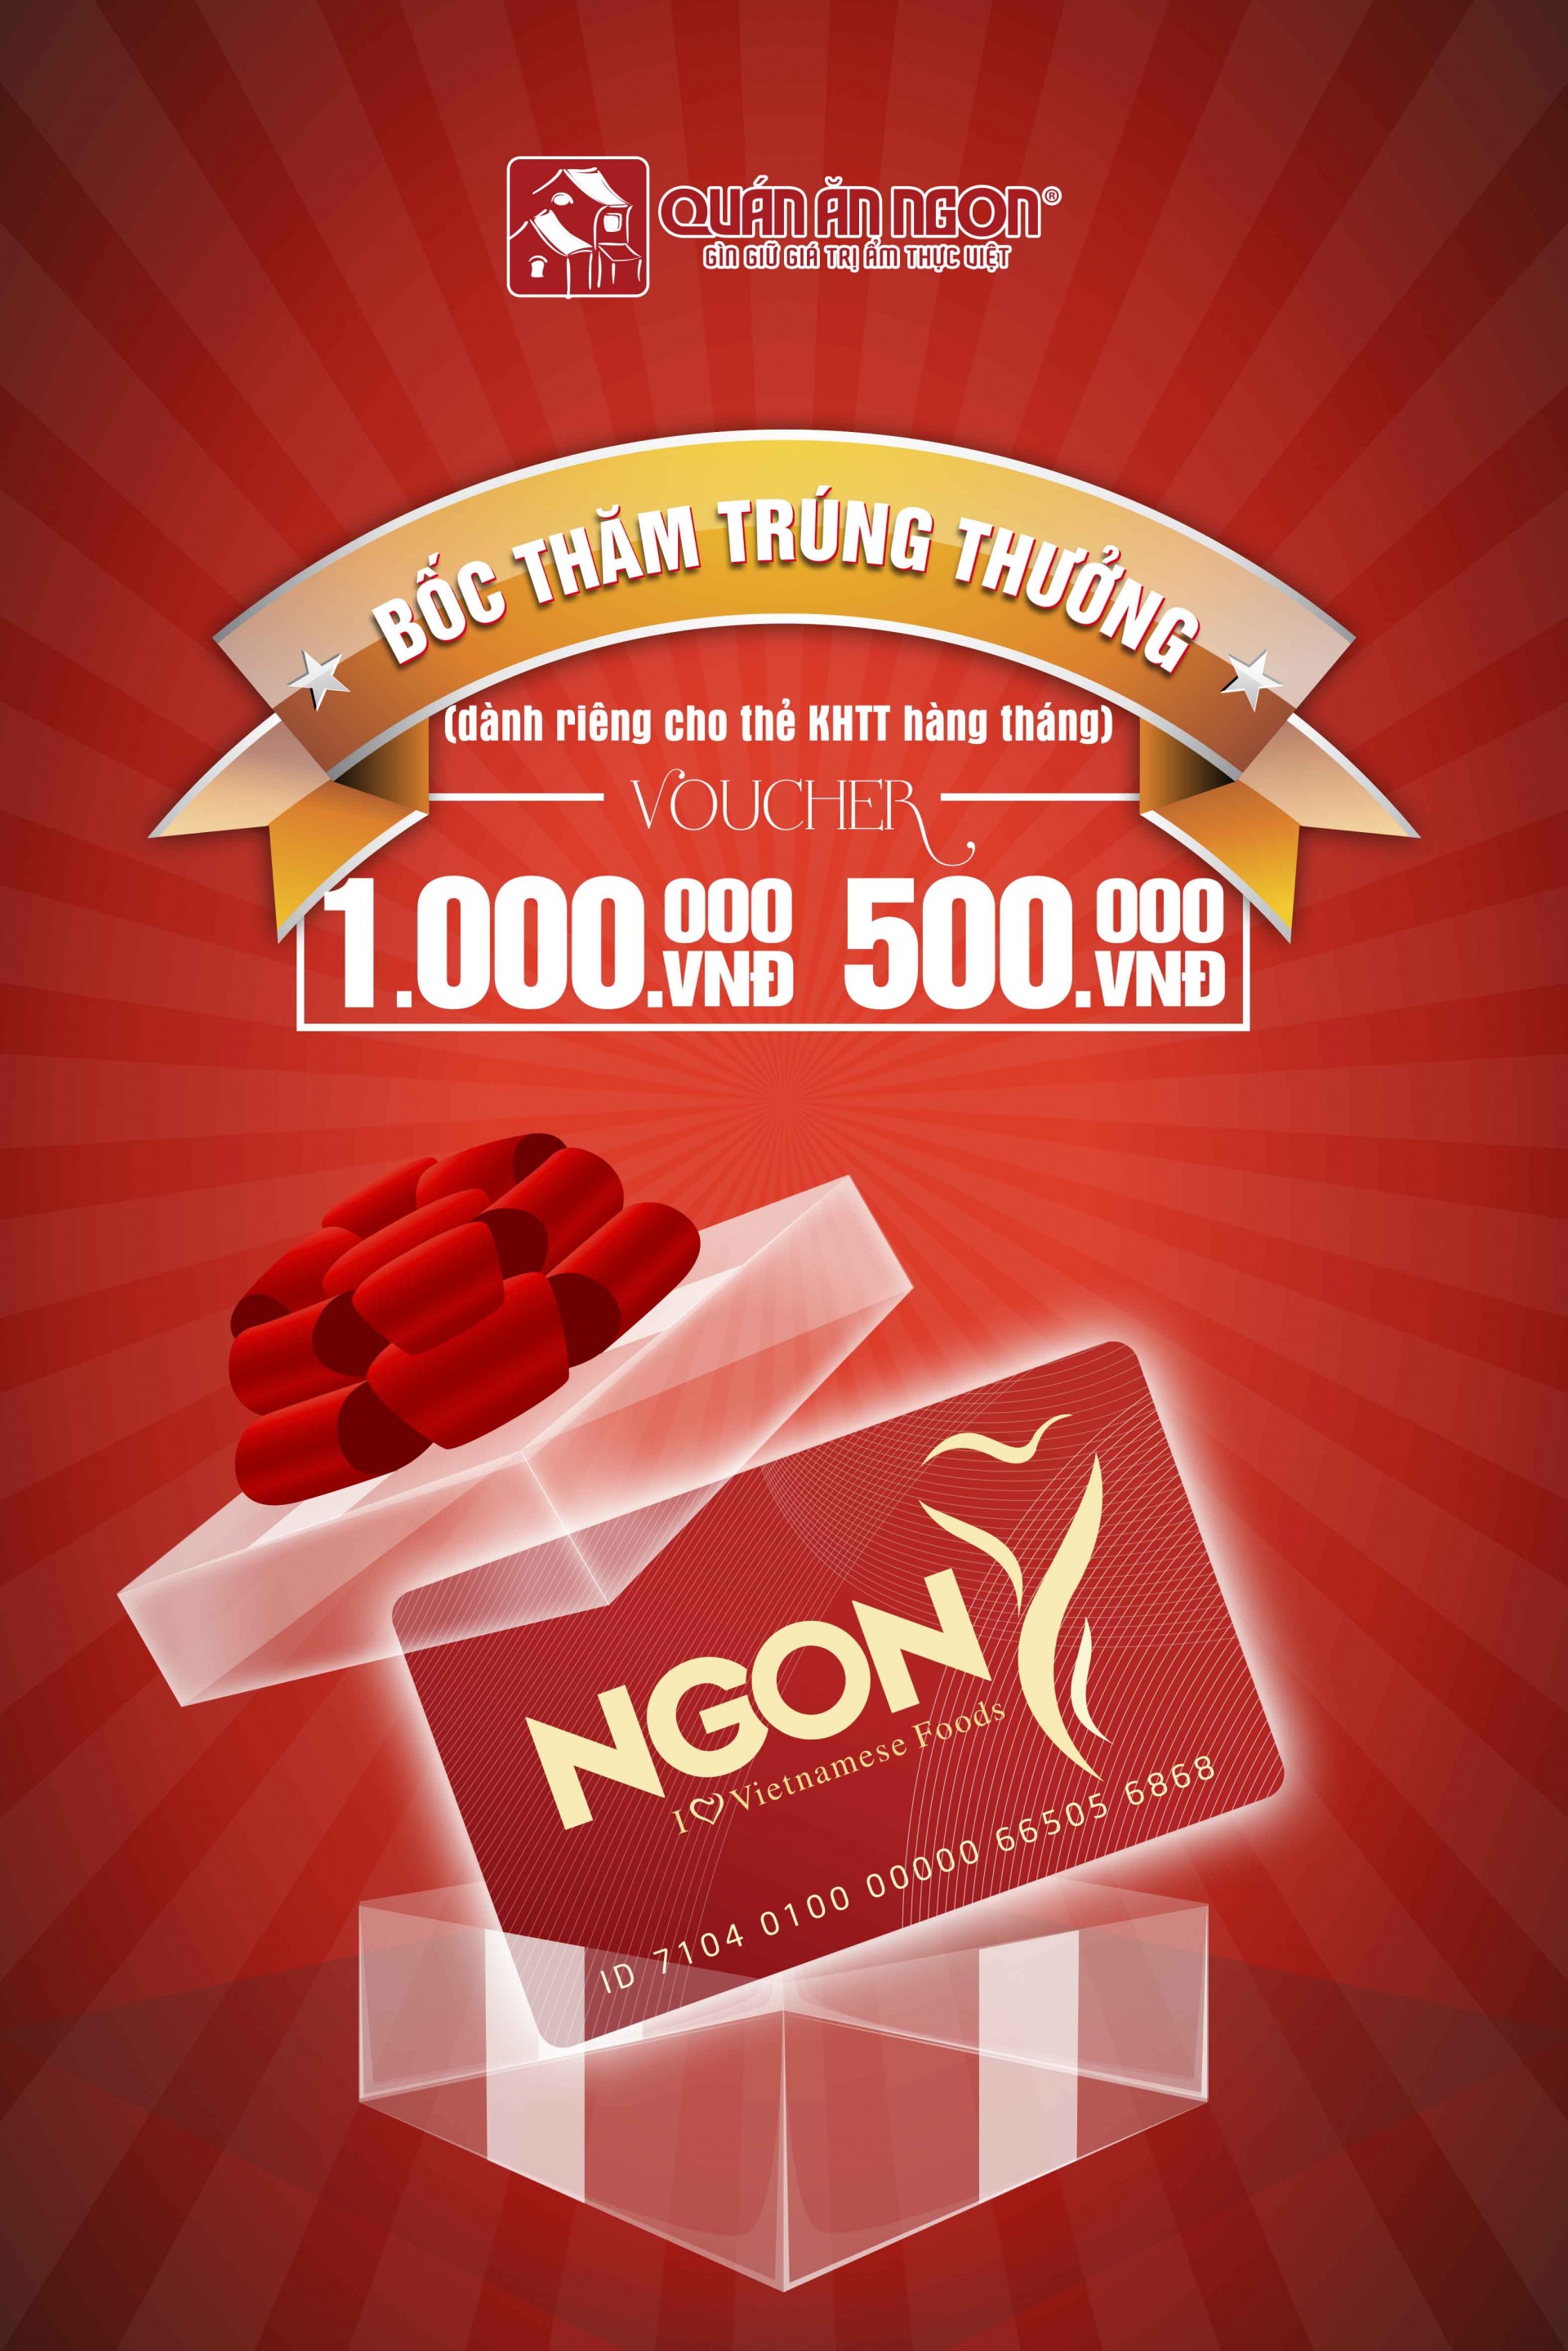 QUÁN ĂN NGON®
GÌN GIỮ GIÁ TRỊ ẨM THỰC VIỆT
BỐC THĂM TRÚNG THƯỞNG
(dành riêng cho thẻ KHTT hàng tháng)
VOUCHER
1.000.000.VNĐ 500.000.VNĐ
NGON
I ♡ Vietnamese Foods
ID 7104 0100 00000 66505 6868